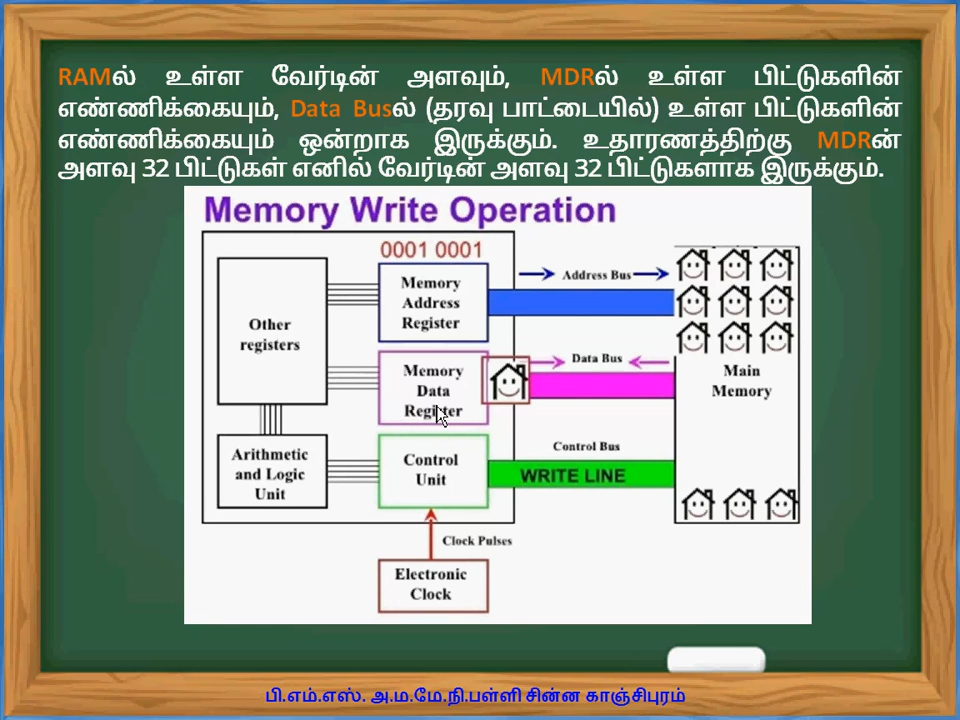 RAMல் உள்ள வேர்டின் அளவும், MDRல் உள்ள பிட்டுகளின்
எண்ணிக்கையும், Data Busல் (தரவு பாட்டையில்) உள்ள பிட்டுகளின்
எண்ணிக்கையும் ஒன்றாக இருக்கும். உதாரணத்திற்கு MDRன்
அளவு 32 பிட்டுகள் எனில் வேர்டின் அளவு 32 பிட்டுகளாக இருக்கும்.
Memory Write Operation
0001 0001
Memory
Address
Register
Address Bus
Other
registers
Memory
Data
Register
Data Bus
Main
Memory
Arithmetic
and Logic
Unit
Control
Unit
Control Bus
WRITE LINE
Clock Pulses
Electronic
Clock
பி.எம்.எஸ். அ.ம.மே.நி.பள்ளி சின்ன காஞ்சிபுரம்